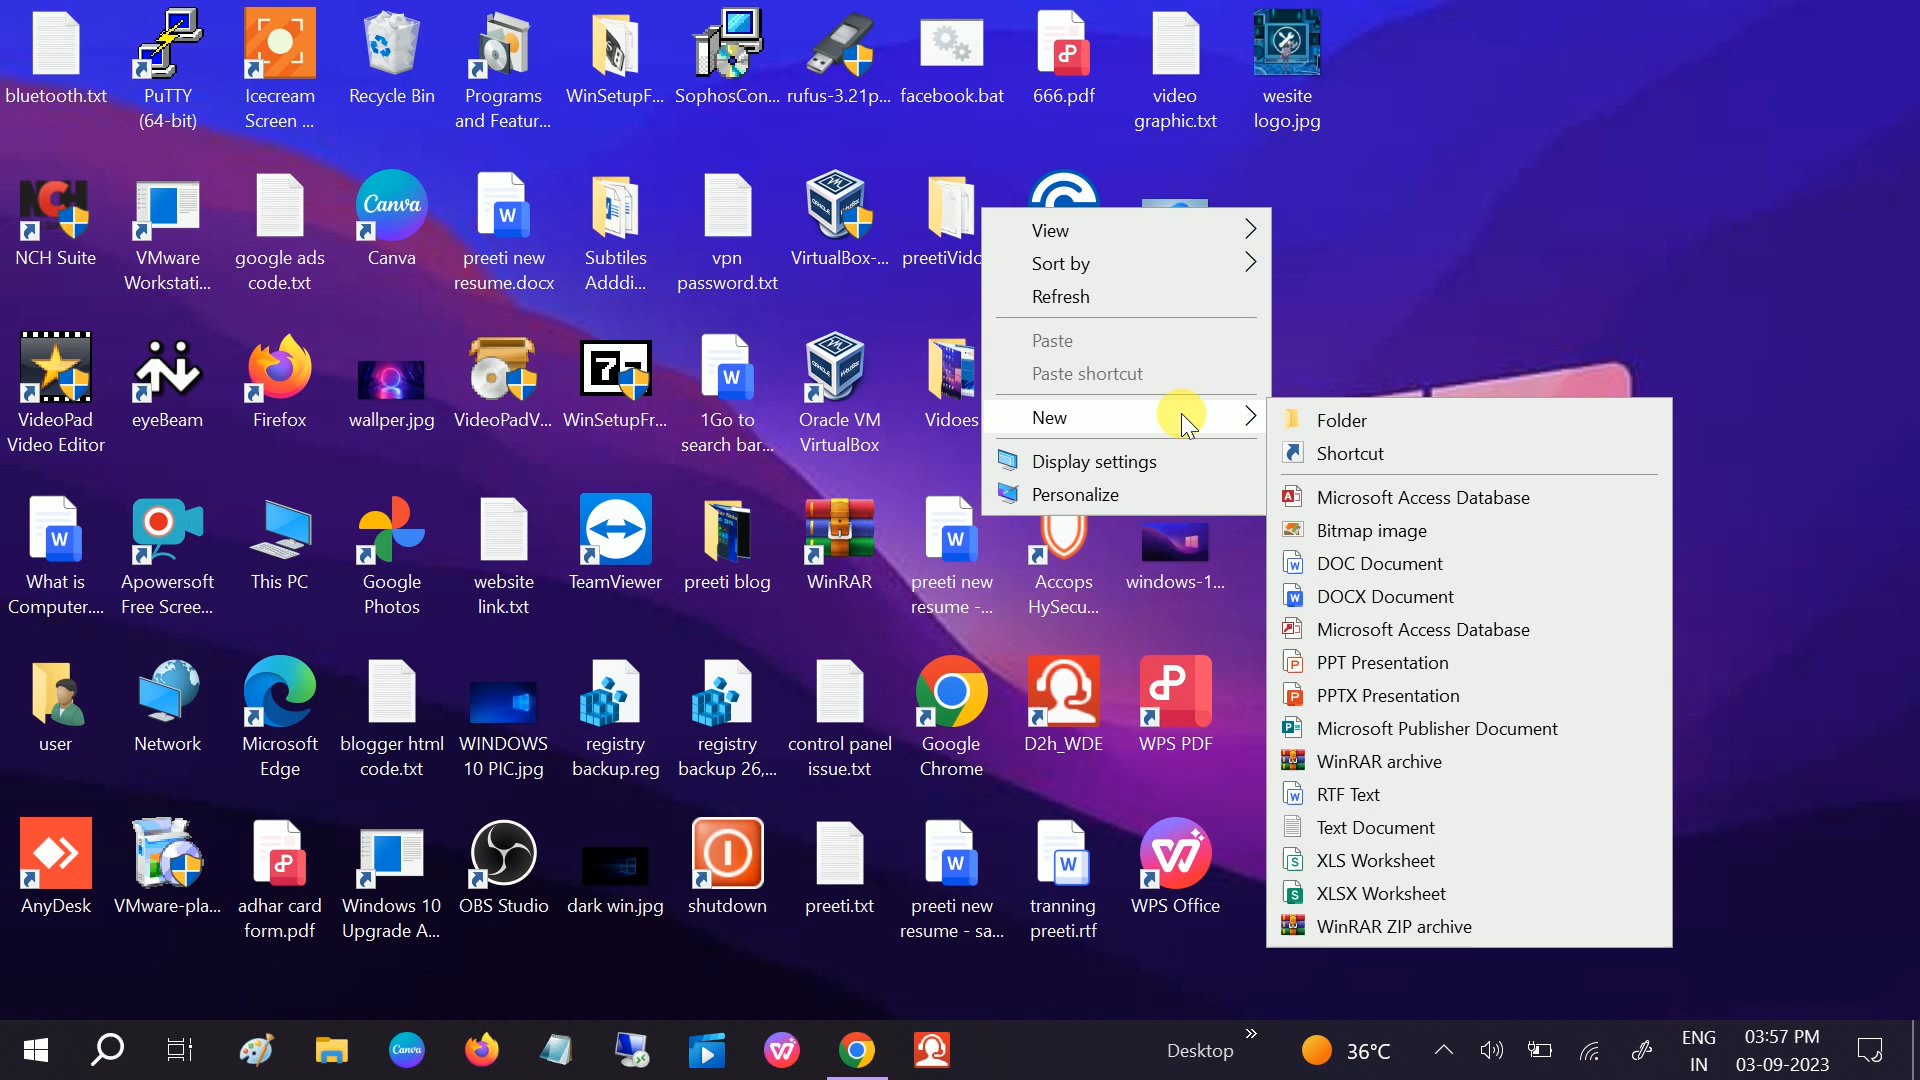 bluetooth.txt
PuTTY
(64-bit)
Icecream
Screen ...
Recycle Bin
Programs
and Featur...
WinSetupF...
SophosCon...
rufus-3.21p...
facebook.bat
666.pdf
video
graphic.txt
wesite
logo.jpg
NCH
NCH Suite
VMware
Workstati...
google ads
code.txt
Canva
Canva
preeti new
resume.docx
Subtiles
Adddi...
vpn
password.txt
VirtualBox-...
preetiVido
VideoPad
Video Editor
eyeBeam
Firefox
wallper.jpg
VideoPadV...
WinSetupFr...
1Go to
search bar...
Oracle VM
VirtualBox
Vidoes
What is
Computer....
Apowersoft
Free Scree...
This PC
Google
Photos
website
link.txt
TeamViewer
preeti blog
WinRAR
preeti new
resume -...
Accops
HySecu...
windows-1...
user
Network
Microsoft
Edge
blogger html
code.txt
WINDOWS
10 PIC.jpg
registry
backup.reg
registry
backup 26,...
control panel
issue.txt
Google
Chrome
D2h_WDE
WPS PDF
AnyDesk
VMware-pla...
adhar card
form.pdf
Windows 10
Upgrade A...
OBS Studio
dark win.jpg
shutdown
preeti.txt
preeti new
resume - sa...
tranning
preeti.rtf
WPS Office
View
Sort by
Refresh
Paste
Paste shortcut
New
Display settings
Personalize
Folder
Shortcut
Microsoft Access Database
Bitmap image
DOC Document
DOCX Document
Microsoft Access Database
PPT Presentation
PPTX Presentation
Microsoft Publisher Document
WinRAR archive
RTF Text
Text Document
XLS Worksheet
XLSX Worksheet
WinRAR ZIP archive
Canva
Desktop
36°C
ENG
IN
03:57 PM
03-09-2023